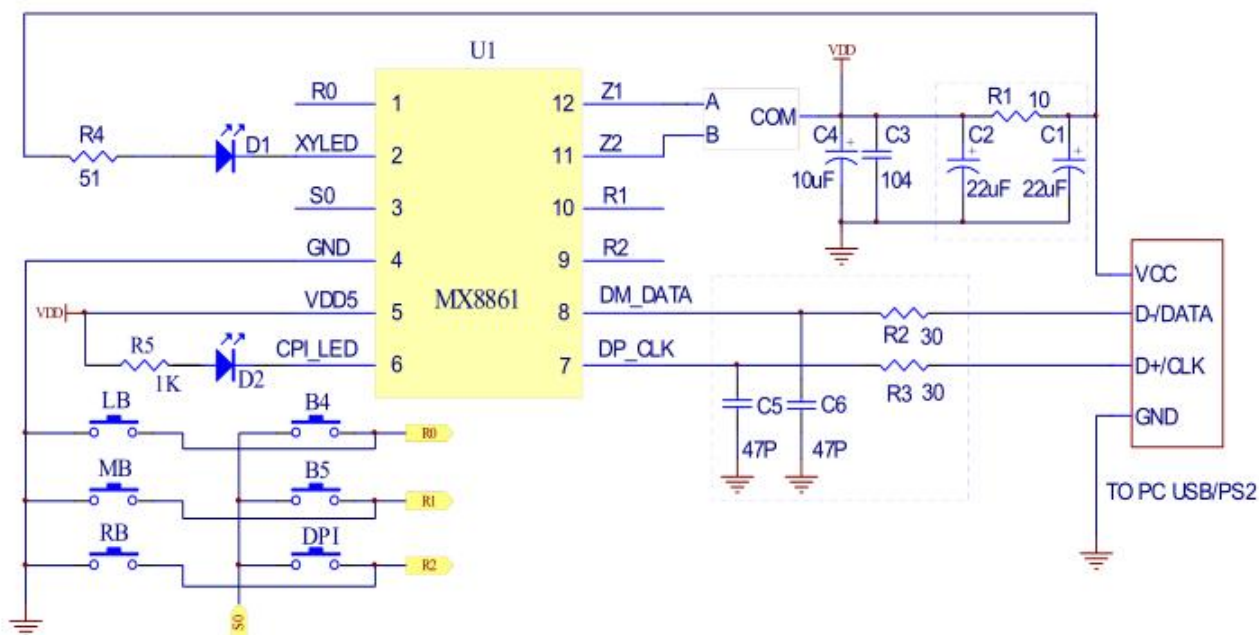 U1
VDD
R0 1 12 Z1 A
COM
R1 10
R4 51
D1 XYLED 2 11 Z2 B
C4 10uF
C3 104
C2 22uF
C1 22uF
S0 3 10 R1
GND 4 9 R2
MX8861
VCC
VDD VDD5 5 8 DM_DATA
R2 30
D-/DATA
R5 1K
D2 CPI_LED 6 7 DP_CLK
R3 30
D+/CLK
C5 47P
C6 47P
GND
TO PC USB/PS2
LB B4 R0
MB B5 R1
RB DPI R2
S0